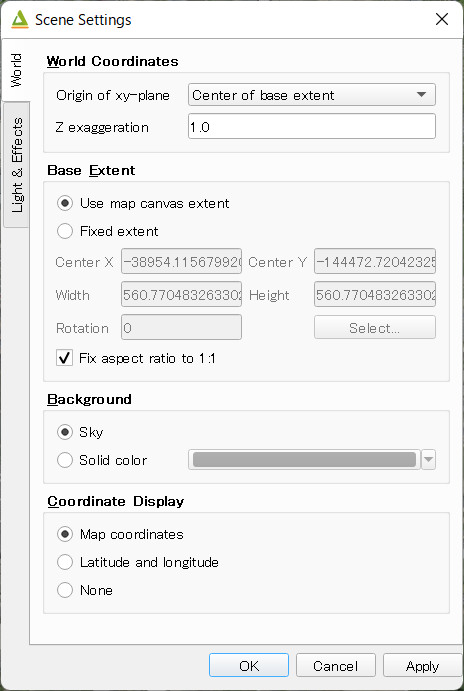 Scene Settings
World
Light & Effects
World Coordinates
Origin of xy-plane Center of base extent
Z exaggeration 1.0
Base Extent
Use map canvas extent
Fixed extent
Center X -38954.115679920 Center Y -144472.72042325
Width 560.770483263302 Height 560.770483263302
Rotation 0 Select...
Fix aspect ratio to 1:1
Background
Sky
Solid color
Coordinate Display
Map coordinates
Latitude and longitude
None
OK Cancel Apply